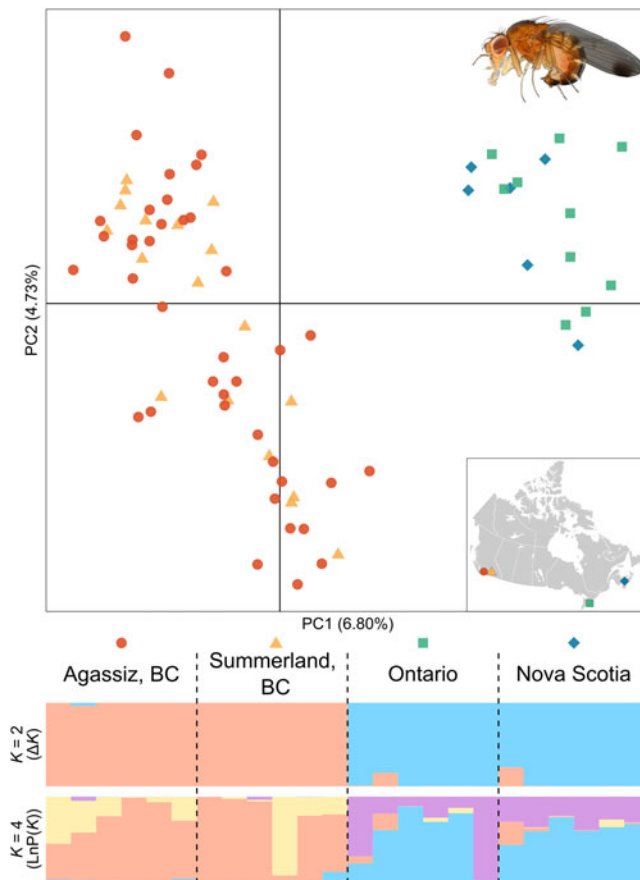 PC2 (4.73%)
PC1 (6.80%)
Agassiz, BC
Summerland,
BC
Ontario
Nova Scotia
K = 2
(ΔK)
K = 4
(LnP(K))